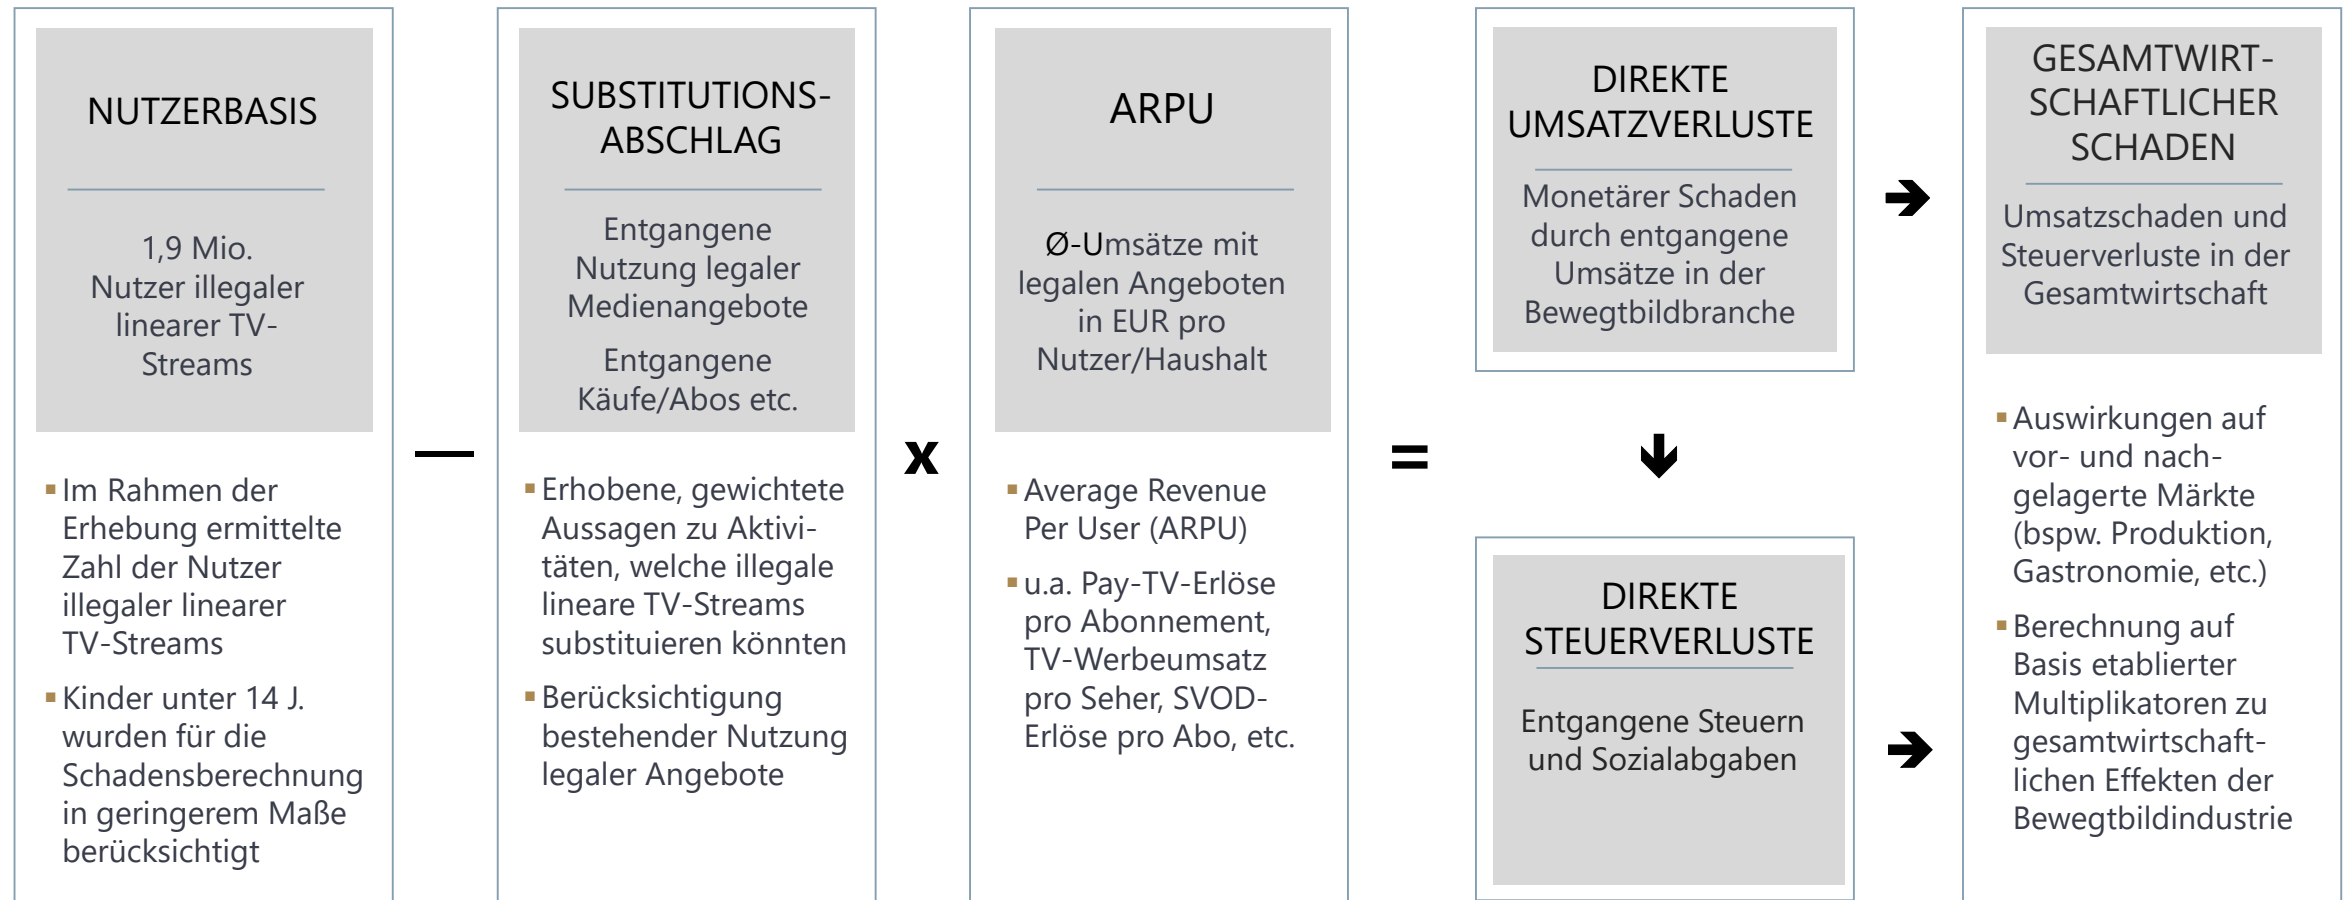 NUTZERBASIS
1,9 Mio.
Nutzer illegaler
linearer TV-
Streams
▪ Im Rahmen der
Erhebung ermittelte
Zahl der Nutzer
illegaler linearer
TV-Streams
▪ Kinder unter 14 J.
wurden für die
Schadensberechnung
in geringerem Maße
berücksichtigt
—
SUBSTITUTIONS-
ABSCHLAG
Entgangene
Nutzung legaler
Medienangebote
Entgangene
Käufe/Abos etc.
▪ Erhobene, gewichtete
Aussagen zu Aktivi-
täten, welche illegale
lineare TV-Streams
substituieren könnten
▪ Berücksichtigung
bestehender Nutzung
legaler Angebote
x
ARPU
Ø-Umsätze mit
legalen Angeboten
in EUR pro
Nutzer/Haushalt
▪ Average Revenue
Per User (ARPU)
▪ u.a. Pay-TV-Erlöse
pro Abonnement,
TV-Werbeumsatz
pro Seher, SVOD-
Erlöse pro Abo, etc.
=
DIREKTE
UMSATZVERLUSTE
Monetärer Schaden
durch entgangene
Umsätze in der
Bewegtbildbranche
DIREKTE
STEUERVERLUSTE
Entgangene Steuern
und Sozialabgaben
GESAMTWIRT-
SCHAFTLICHER
SCHADEN
Umsatzschaden und
Steuerverluste in der
Gesamtwirtschaft
▪ Auswirkungen auf
vor- und nach-
gelagerte Märkte
(bspw. Produktion,
Gastronomie, etc.)
▪ Berechnung auf
Basis etablierter
Multiplikatoren zu
gesamtwirtschaft-
lichen Effekten der
Bewegtbildindustrie